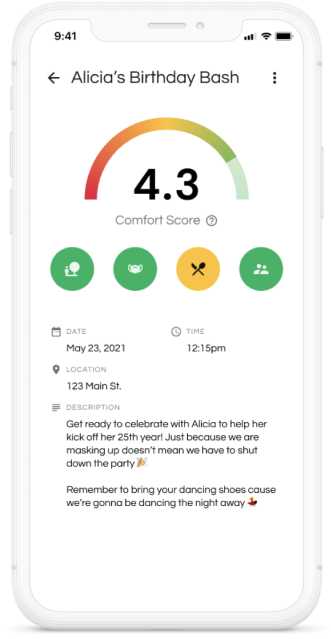 9:41
Alicia's Birthday Bash
4.3
Comfort Score
DATE
TIME
May 23, 2021
12:15pm
LOCATION
123 Main St.
DESCRIPTION
Get ready to celebrate with Alicia to help her
kick off her 25th year! Just because we are
masking up doesn't mean we have to shut
down the party 🎉
Remember to bring your dancing shoes cause
we're gonna be dancing the night away 💃